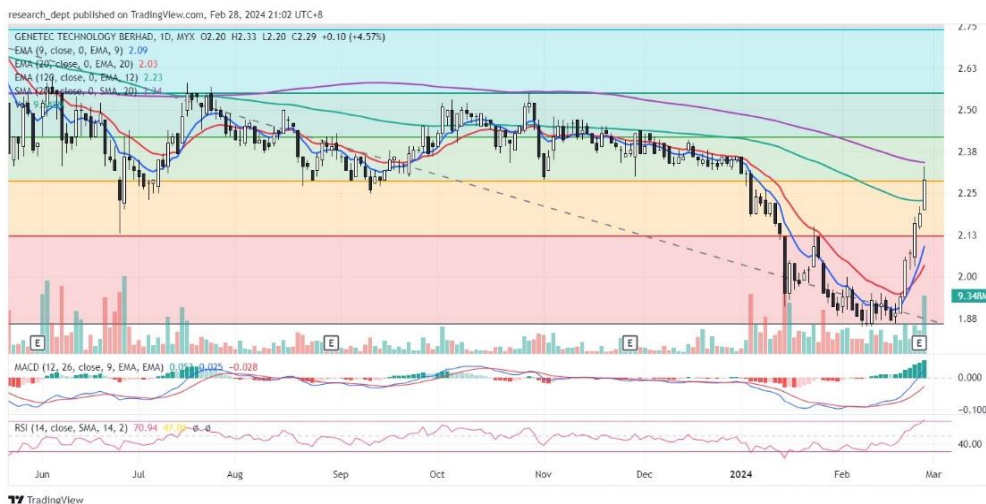 research_dept published on TradingView.com, Feb 28, 2024 21:02 UTC+8
GENETEC TECHNOLOGY BERHAD, 1D, MYX O2.20 H2.33 L2.20 C2.29 +0.10 (+4.57%)
EMA (9, close, 0, EMA, 9) 2.09
EMA (20, close, 0, EMA, 20) 2.03
EMA (120, close, 0, EMA, 12) 2.23
SMA close, 0, SMA, 20)
2.75
2.63
2.50
2.38
2.25
2.13
2.00
9.348M
1.88
E E E E
MACD (12, 26, close, 9, EMA, EMA) 0.025 −0.028
0.000
-0.100
RSI (14, close, SMA, 14, 2) 70.94 ø ø
40.00
Jun Jul Aug Sep Oct Nov Dec 2024 Feb Mar
TradingView